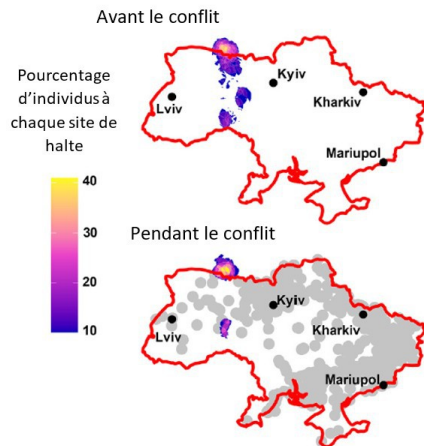 Avant le conflit
Pourcentage
d'individus à
chaque site de
halte
40
30
20
10
Lviv
Kyiv
Kharkiv
Mariupol
Pendant le conflit
Lviv
Kyiv
Kharkiv
Mariupol